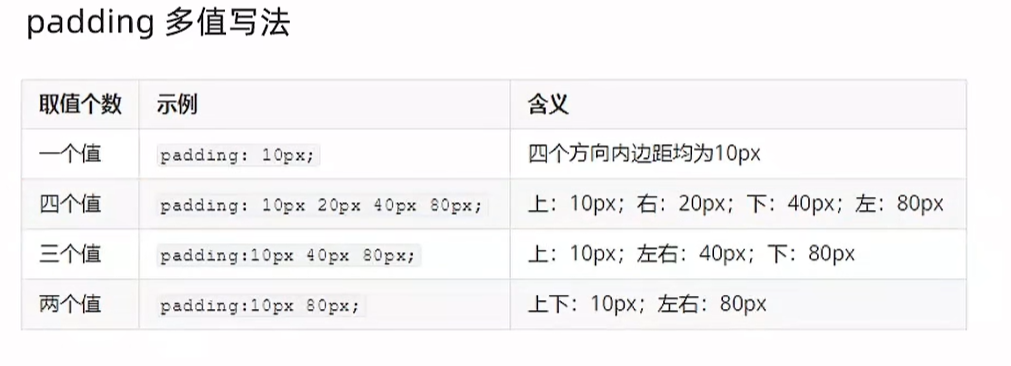 padding 多值写法
取值个数 示例 含义
一个值 padding: 10px; 四个方向内边距均为10px
四个值 padding: 10px 20px 40px 80px; 上：10px；右：20px；下：40px；左：80px
三个值 padding:10px 40px 80px; 上：10px；左右：40px；下：80px
两个值 padding:10px 80px; 上下：10px；左右：80px